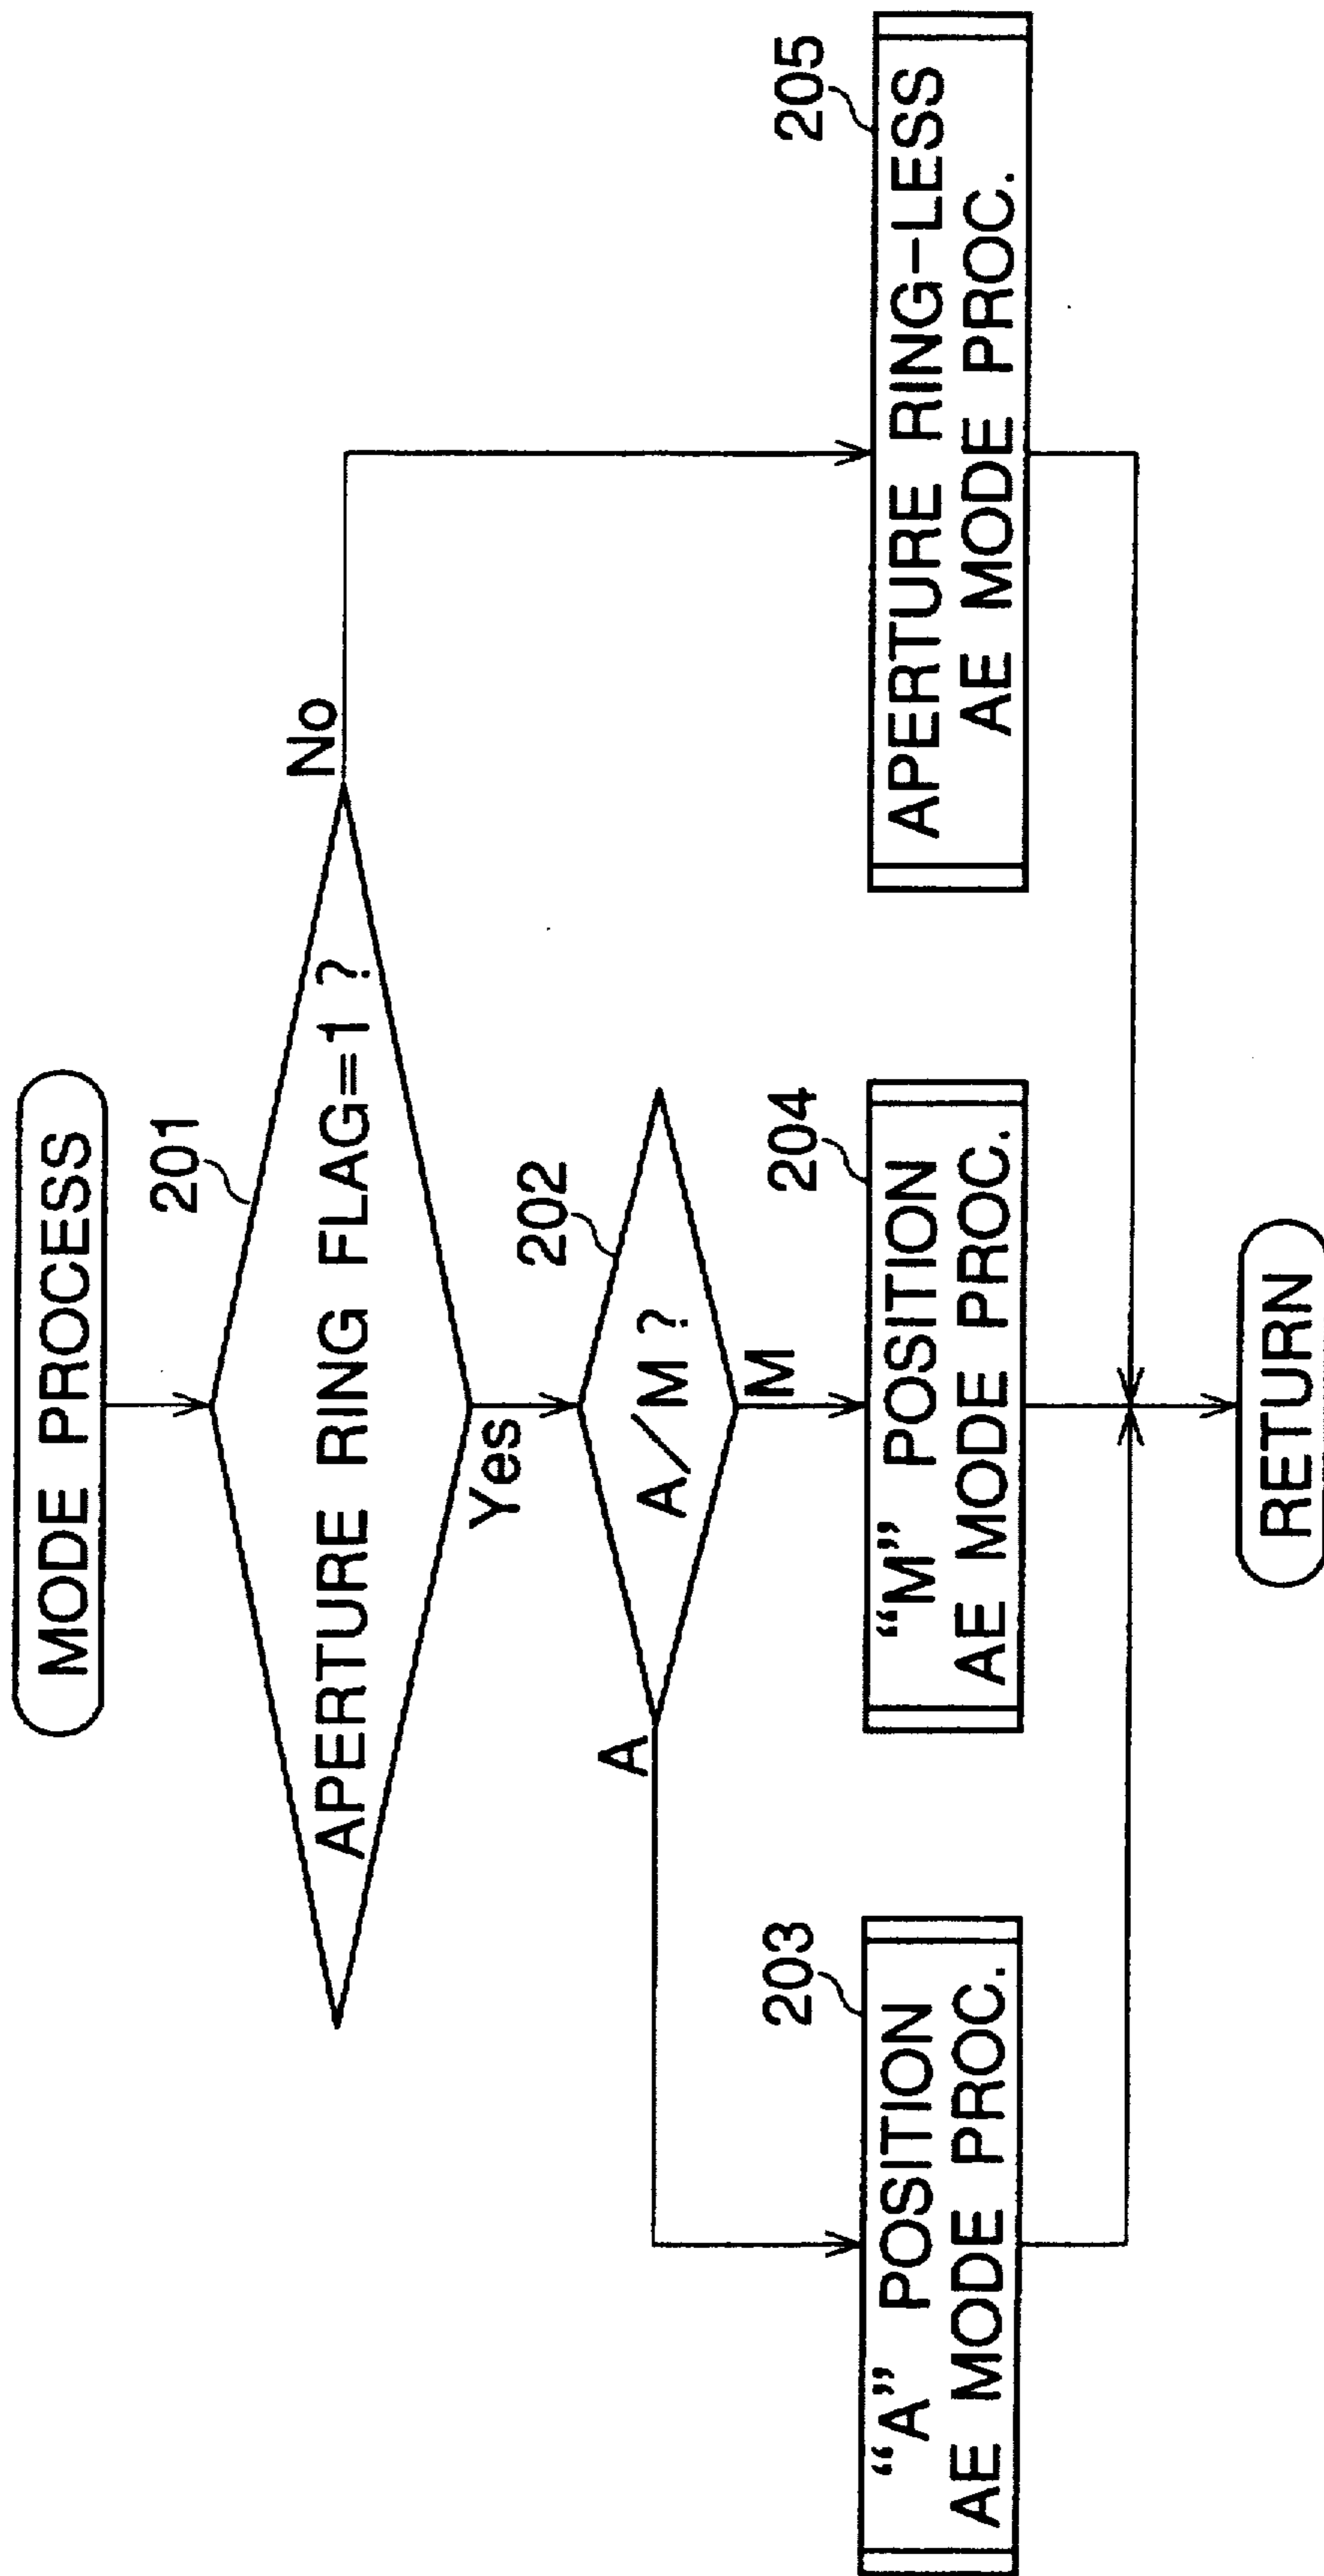 MODE PROCESS
201
APERTURE RING FLAG=1 ?
No
Yes
202
A/M ?
A
M
203
"A" POSITION
AE MODE PROC.
204
"M" POSITION
AE MODE PROC.
205
APERTURE RING-LESS
AE MODE PROC.
RETURN